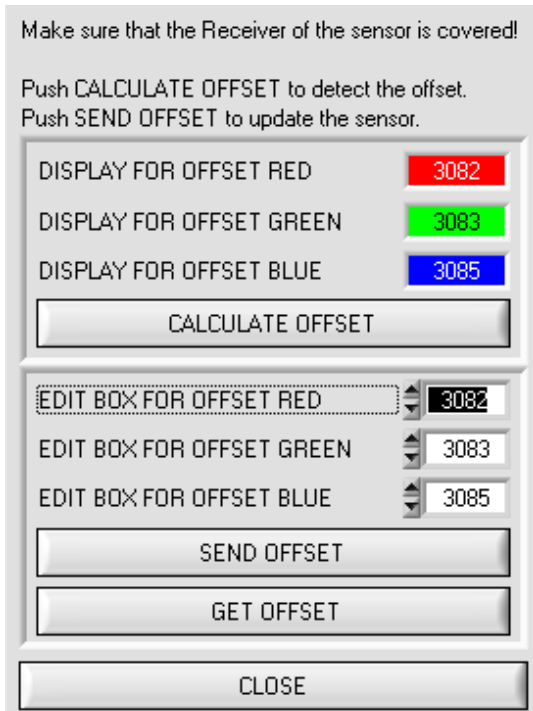 Make sure that the Receiver of the sensor is covered!
Push CALCULATE OFFSET to detect the offset.
Push SEND OFFSET to update the sensor.
DISPLAY FOR OFFSET RED 3082
DISPLAY FOR OFFSET GREEN 3083
DISPLAY FOR OFFSET BLUE 3085
CALCULATE OFFSET
EDIT BOX FOR OFFSET RED 3082
EDIT BOX FOR OFFSET GREEN 3083
EDIT BOX FOR OFFSET BLUE 3085
SEND OFFSET
GET OFFSET
CLOSE